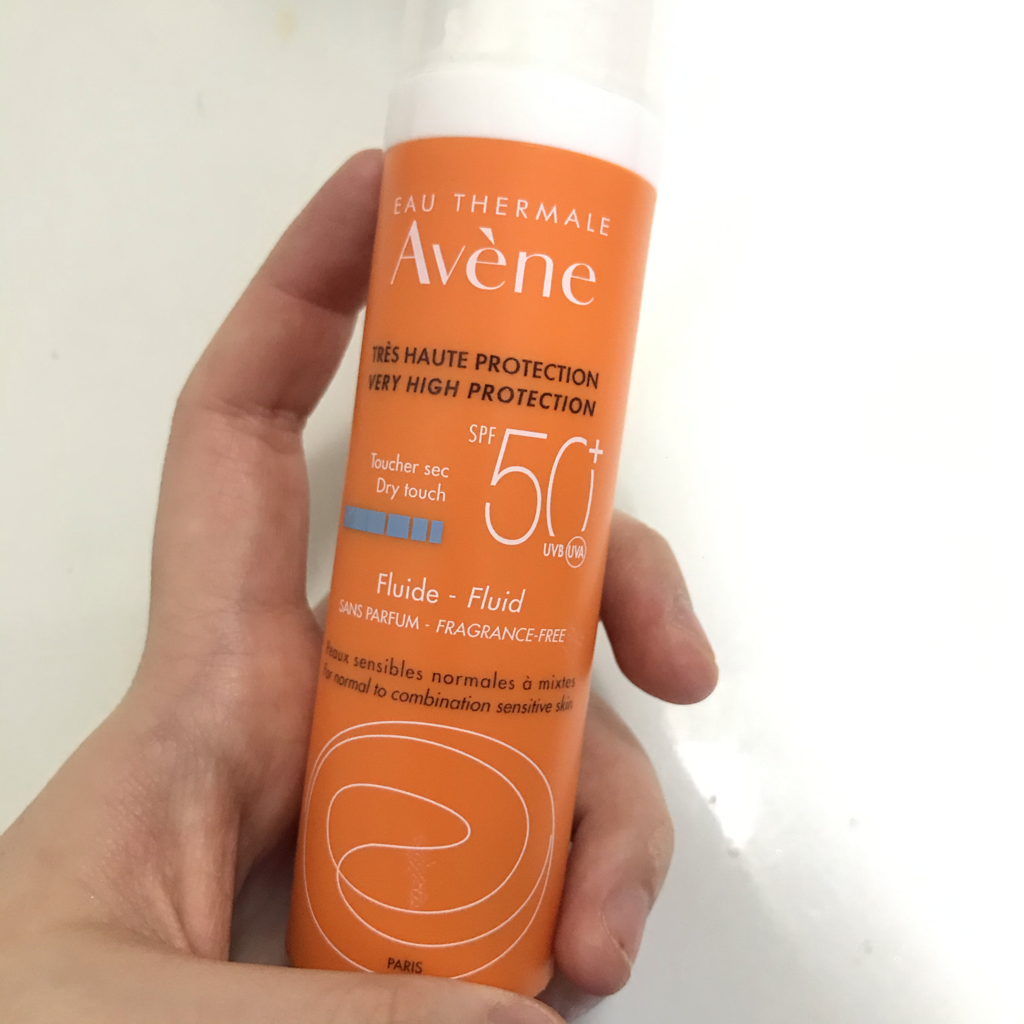 EAU THERMALE
Avène
TRÈS HAUTE PROTECTION
VERY HIGH PROTECTION
SPF 50+
Toucher sec
Dry touch
UVB UVA
Fluide - Fluid
SANS PARFUM - FRAGRANCE-FREE
Peaux sensibles normales à mixtes
For normal to combination sensitive skin
PARIS